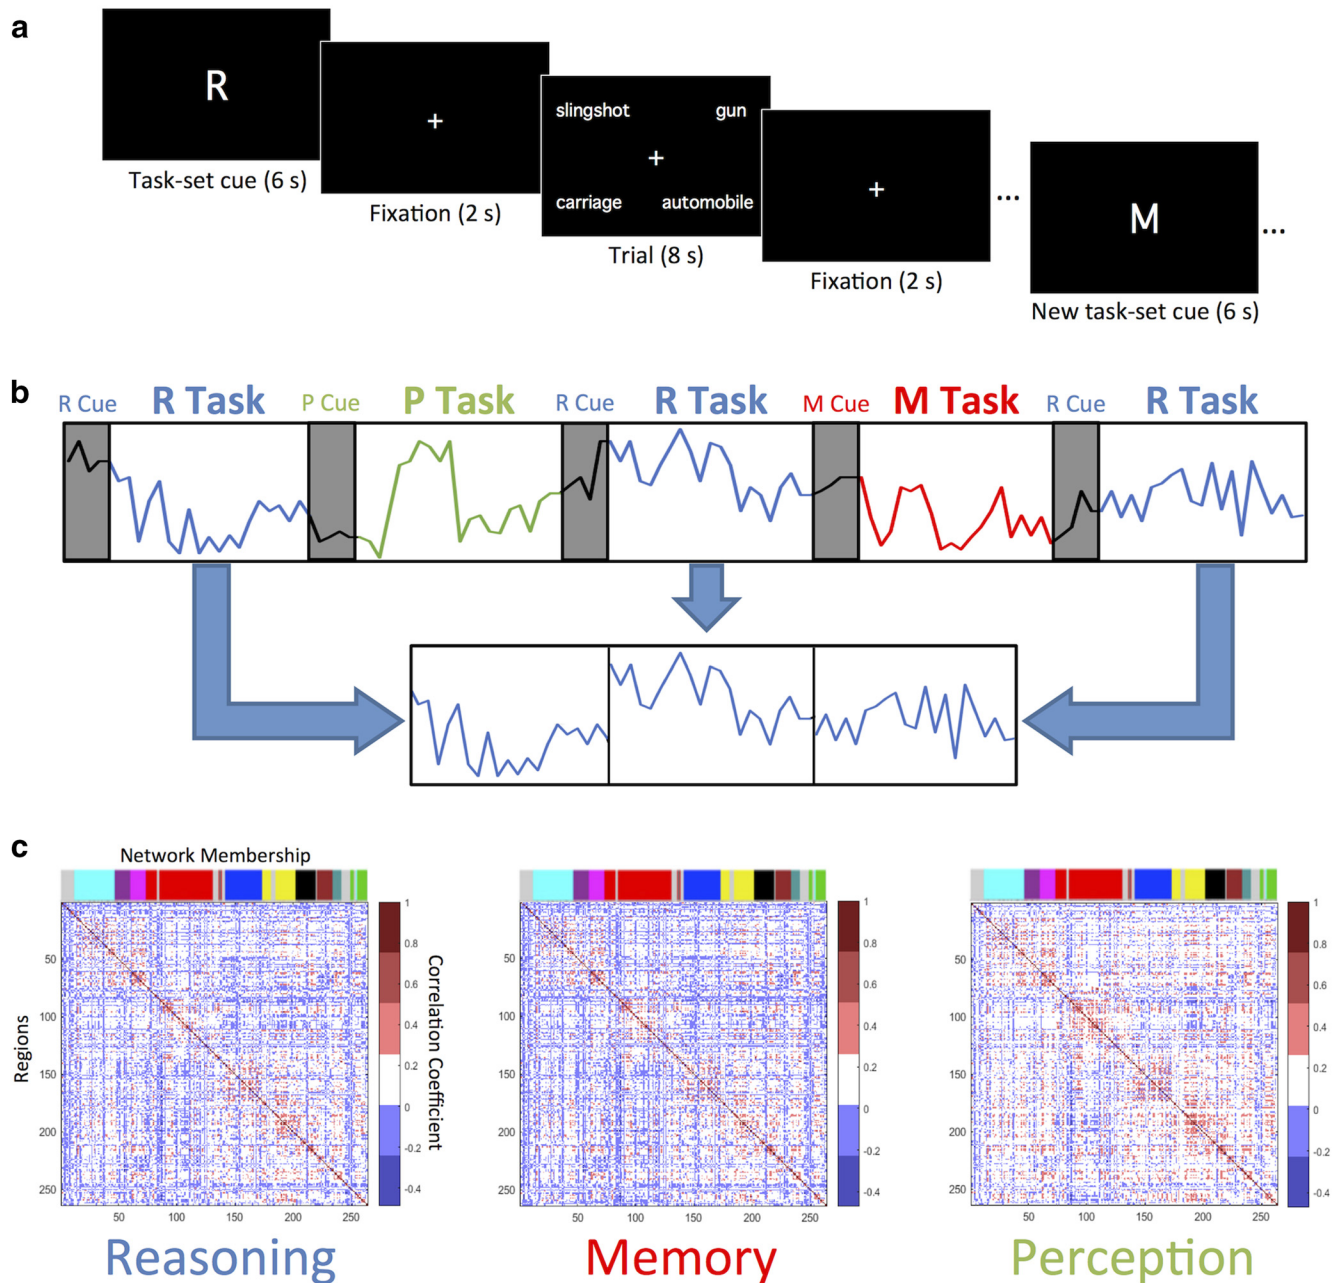 a
R
Task-set cue (6 s)
+
Fixation (2 s)
slingshot gun
+
carriage automobile
Trial (8 s)
+
Fixation (2 s)
...
M
New task-set cue (6 s)
...
b
R Cue R Task P Cue P Task R Cue R Task M Cue M Task R Cue R Task
c
Network Membership
Regions
50
100
150
200
250
50 100 150 200 250
1
0.8
0.6
0.4
0.2
0
-0.2
-0.4
Correlation Coefficient
Reasoning
50
100
150
200
250
50 100 150 200 250
1
0.8
0.6
0.4
0.2
0
-0.2
-0.4
Memory
50
100
150
200
250
50 100 150 200 250
1
0.8
0.6
0.4
0.2
0
-0.2
-0.4
Perception